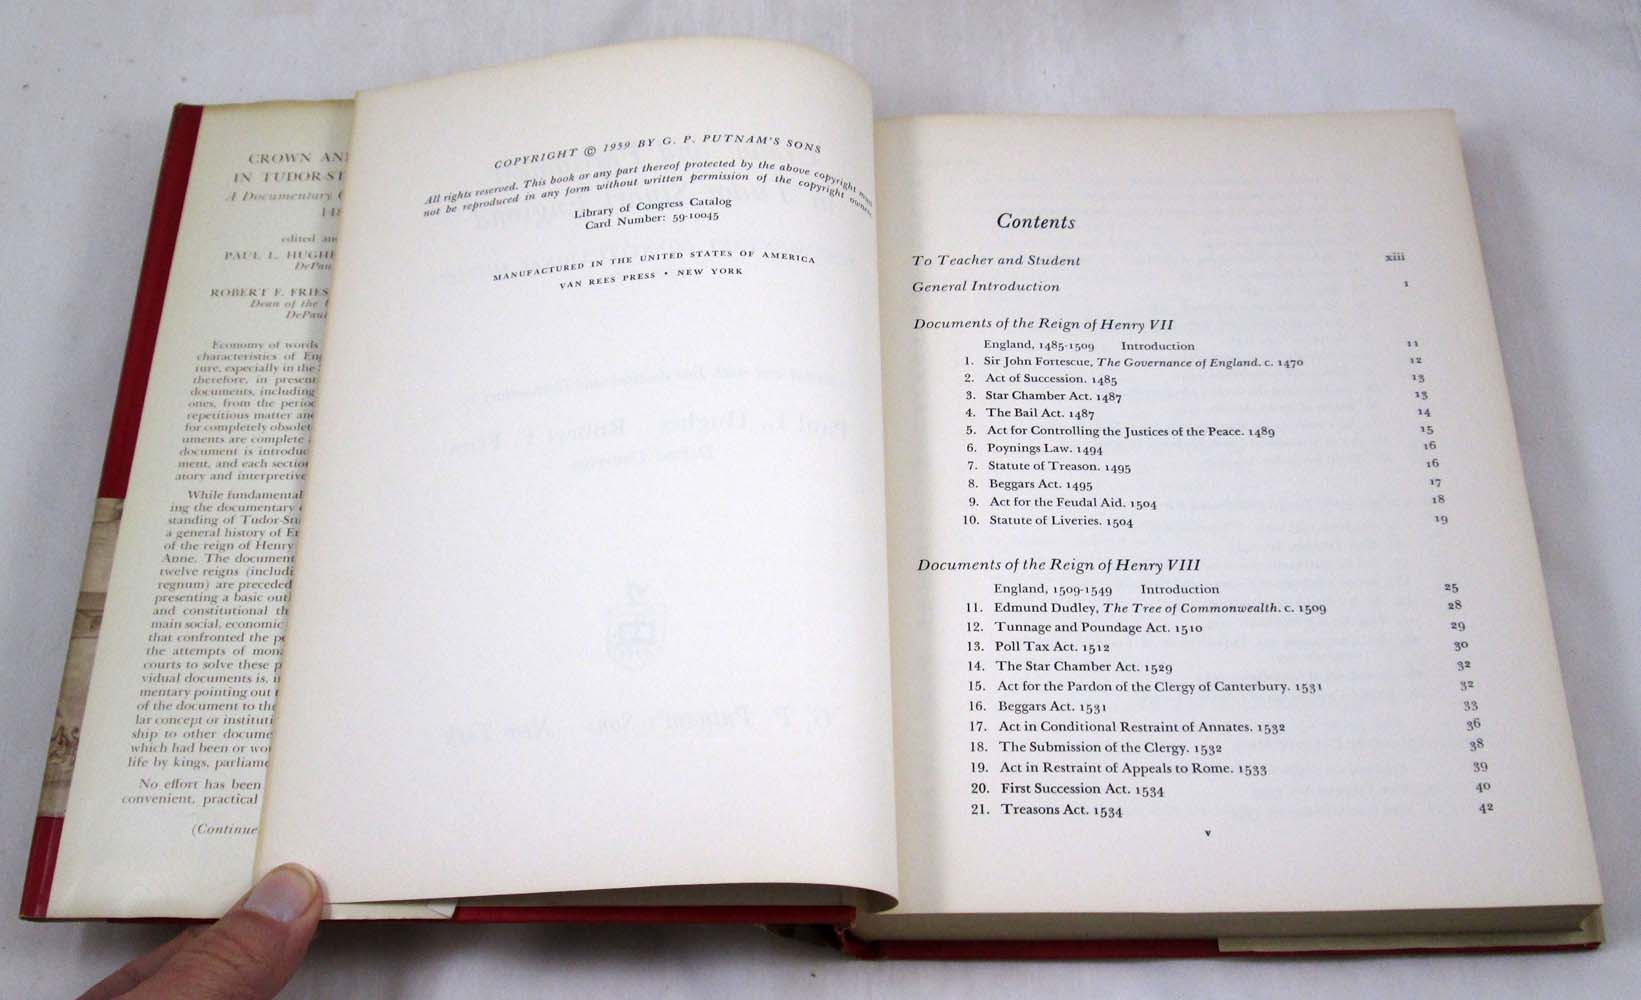 CROWN AN
IN TUDOR-ST
A Documentary
148
edited an
PAUL L. HUGHE
DePau
ROBERT F. FRIES
Dean of the
DePaul
Economy of words
characteristics of Eng
ture, especially in the
therefore, in present
documents, including
ones, from the period
repetitious matter and
for completely obsolet
uments are complete
document is introduc
ment, and each section
atory and interpretive
While fundamental
ing the documentary
standing of Tudor-Stu
a general history of En
of the reign of Henry
Anne. The document
twelve reigns (includi
regnum) are preceded
presenting a basic outl
and constitutional th
main social, economic
that confronted the pe
the attempts of mona
courts to solve these p
vidual documents is, i
mentary pointing out t
of the document to the
lar concept or instituti
ship to other docume
which had been or wou
life by kings, parliame
No effort has been
convenient, practical
(Continue
COPYRIGHT © 1959 BY G. P. PUTNAM'S SONS
All rights reserved. This book or any part thereof protected by the above copyright must
not be reproduced in any form without written permission of the copyright owner.
Library of Congress Catalog
Card Number: 59-10045
MANUFACTURED IN THE UNITED STATES OF AMERICA
VAN REES PRESS • NEW YORK
Contents
To Teacher and Student xiii
General Introduction 1
Documents of the Reign of Henry VII
England, 1485-1509 Introduction 11
1. Sir John Fortescue, The Governance of England. c. 1470 12
2. Act of Succession. 1485 13
3. Star Chamber Act. 1487 13
4. The Bail Act. 1487 14
5. Act for Controlling the Justices of the Peace. 1489 15
6. Poynings Law. 1494 16
7. Statute of Treason. 1495 16
8. Beggars Act. 1495 17
9. Act for the Feudal Aid. 1504 18
10. Statute of Liveries. 1504 19
Documents of the Reign of Henry VIII
England, 1509-1549 Introduction 25
11. Edmund Dudley, The Tree of Commonwealth. c. 1509 28
12. Tunnage and Poundage Act. 1510 29
13. Poll Tax Act. 1512 30
14. The Star Chamber Act. 1529 32
15. Act for the Pardon of the Clergy of Canterbury. 1531 32
16. Beggars Act. 1531 33
17. Act in Conditional Restraint of Annates. 1532 36
18. The Submission of the Clergy. 1532 38
19. Act in Restraint of Appeals to Rome. 1533 39
20. First Succession Act. 1534 40
21. Treasons Act. 1534 42
v